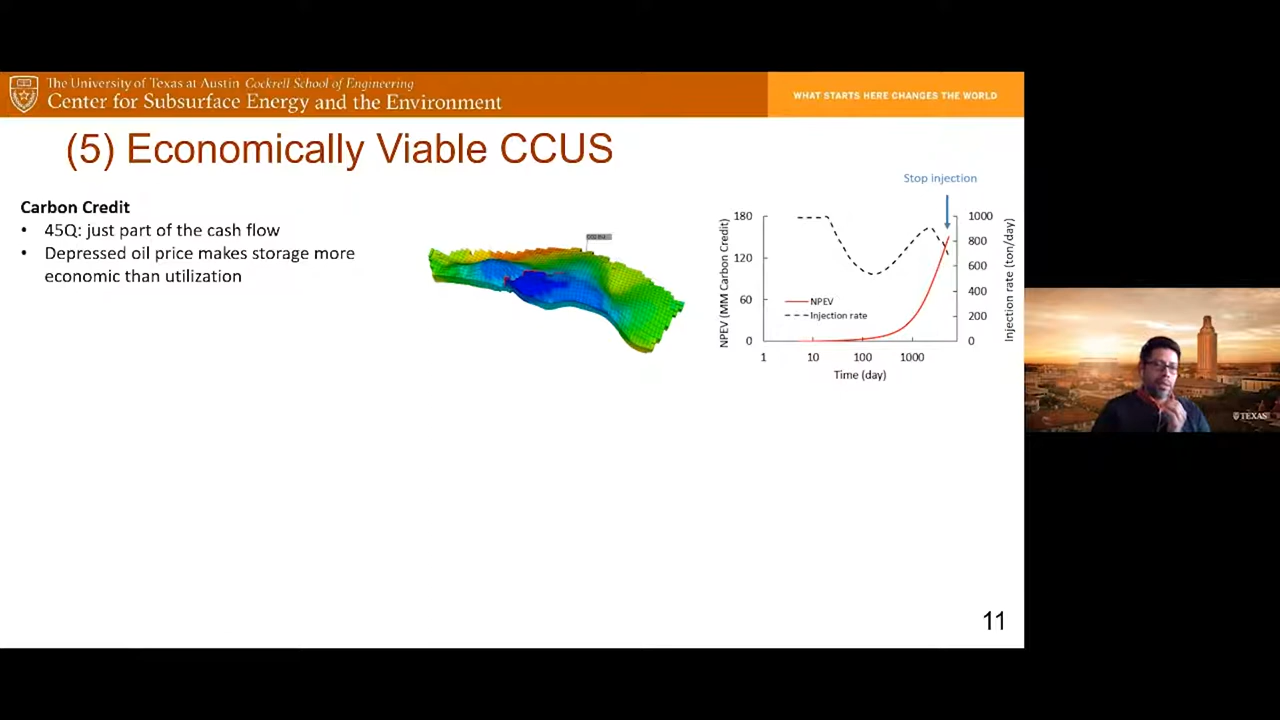 The University of Texas at Austin Cockrell School of Engineering
Center for Subsurface Energy and the Environment
WHAT STARTS HERE CHANGES THE WORLD
(5) Economically Viable CCUS
Carbon Credit
• 45Q: just part of the cash flow
• Depressed oil price makes storage more
economic than utilization
Stop injection
NPEV (MM Carbon Credit)
180
120
60
0
NPEV
Injection rate
1000
800
600
400
200
0
Injection rate (ton/day)
1
10
100
1000
Time (day)
TEXAS
11